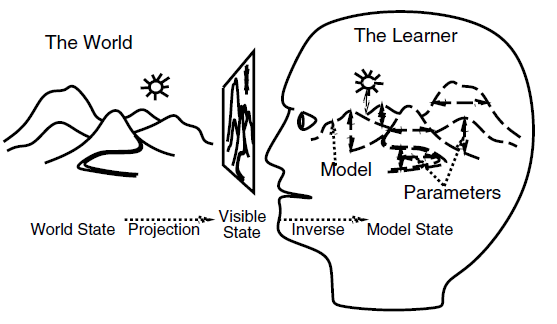 The World
The Learner
Model
Parameters
World State Projection Visible State Inverse Model State